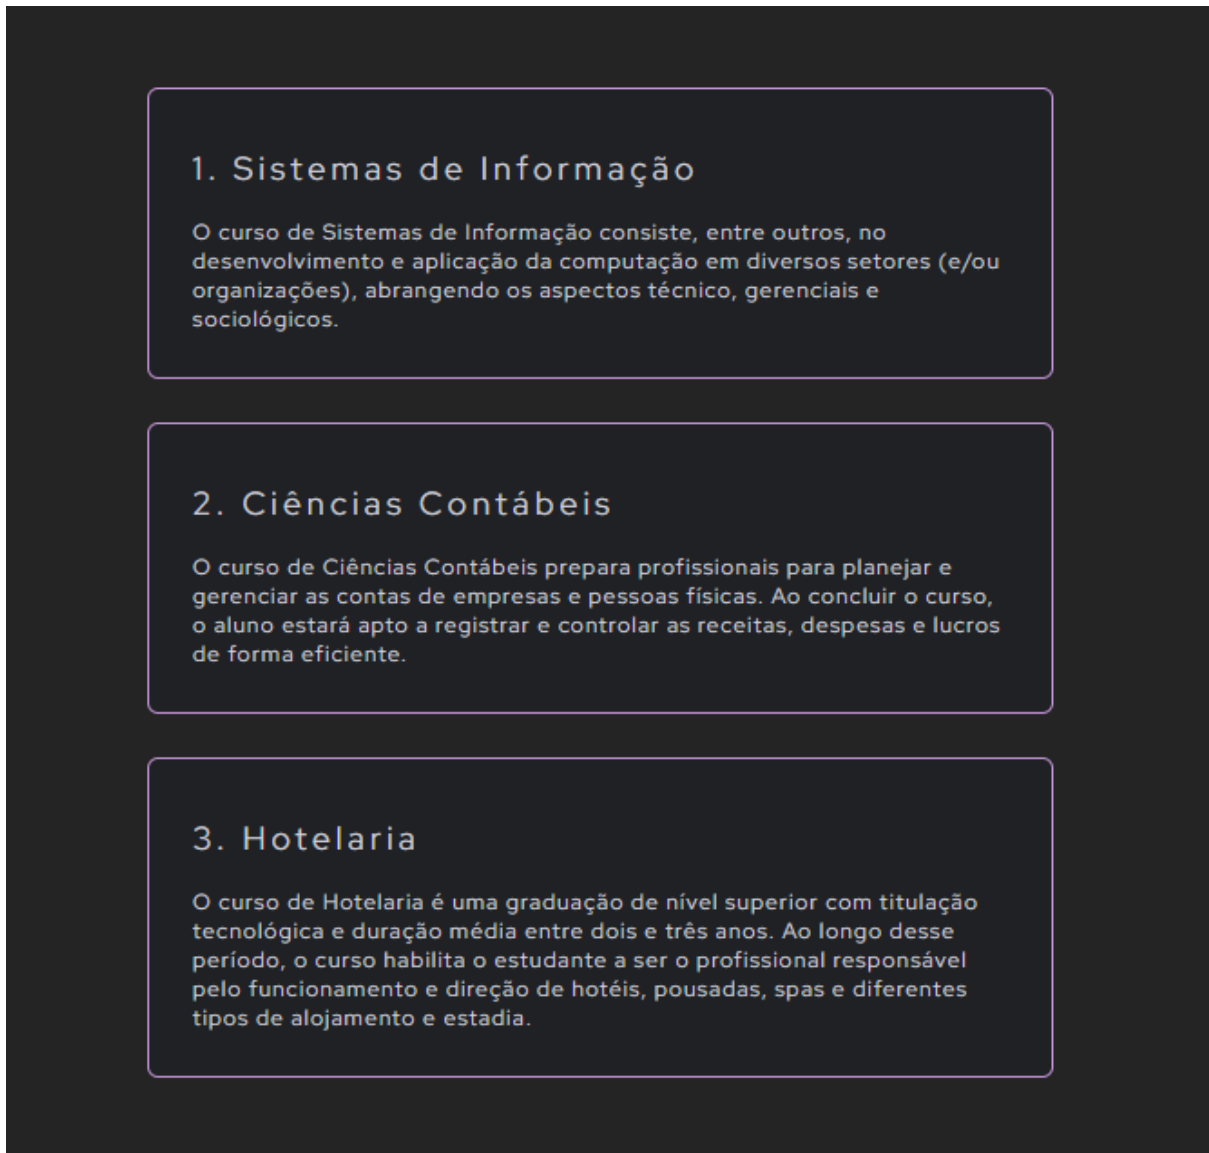 1. Sistemas de Informação
O curso de Sistemas de Informação consiste, entre outros, no
desenvolvimento e aplicação da computação em diversos setores (e/ou
organizações), abrangendo os aspectos técnico, gerenciais e
sociológicos.
2. Ciências Contábeis
O curso de Ciências Contábeis prepara profissionais para planejar e
gerenciar as contas de empresas e pessoas físicas. Ao concluir o curso,
o aluno estará apto a registrar e controlar as receitas, despesas e lucros
de forma eficiente.
3. Hotelaria
O curso de Hotelaria é uma graduação de nível superior com titulação
tecnológica e duração média entre dois e três anos. Ao longo desse
período, o curso habilita o estudante a ser o profissional responsável
pelo funcionamento e direção de hotéis, pousadas, spas e diferentes
tipos de alojamento e estadia.